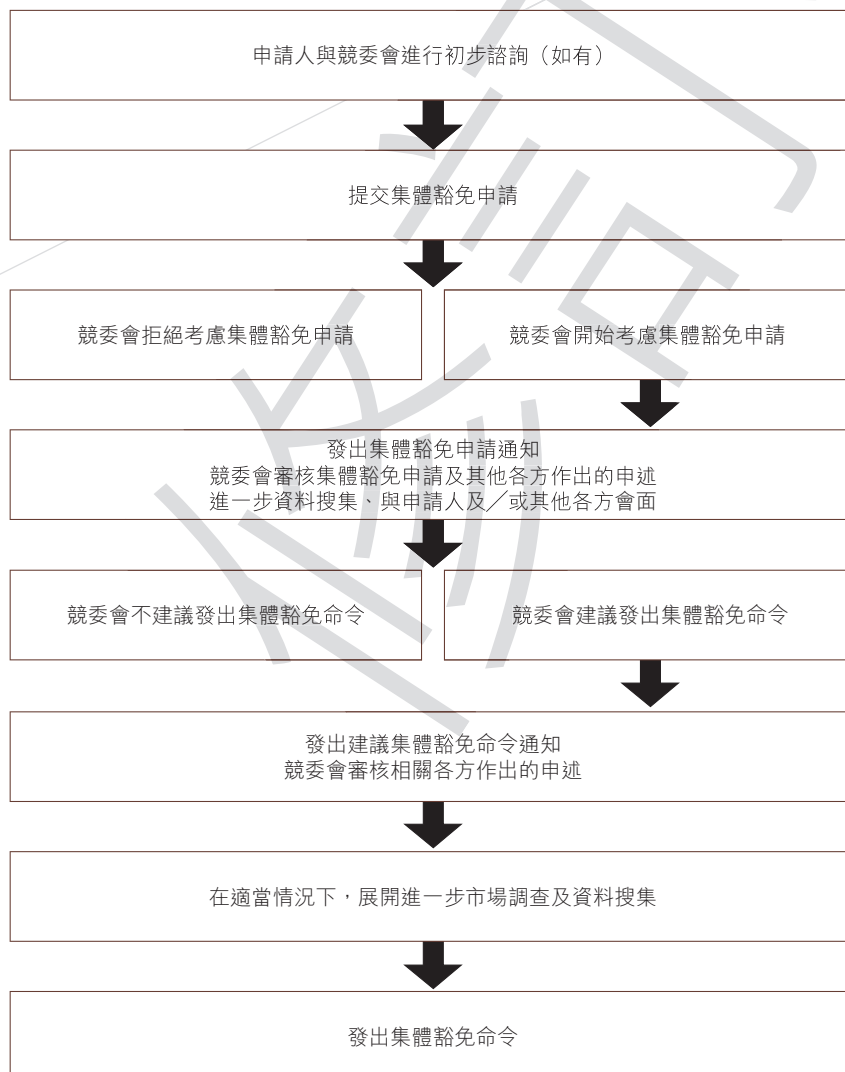 申請人與競委會進行初步諮詢（如有）
提交集體豁免申請
競委會拒絕考慮集體豁免申請
競委會開始考慮集體豁免申請
發出集體豁免申請通知
競委會審核集體豁免申請及其他各方作出的申述
進一步資料搜集、與申請人及／或其他各方會面
競委會不建議發出集體豁免命令
競委會建議發出集體豁免命令
發出建議集體豁免命令通知
競委會審核相關各方作出的申述
在適當情況下，展開進一步市場調查及資料搜集
發出集體豁免命令
修訂